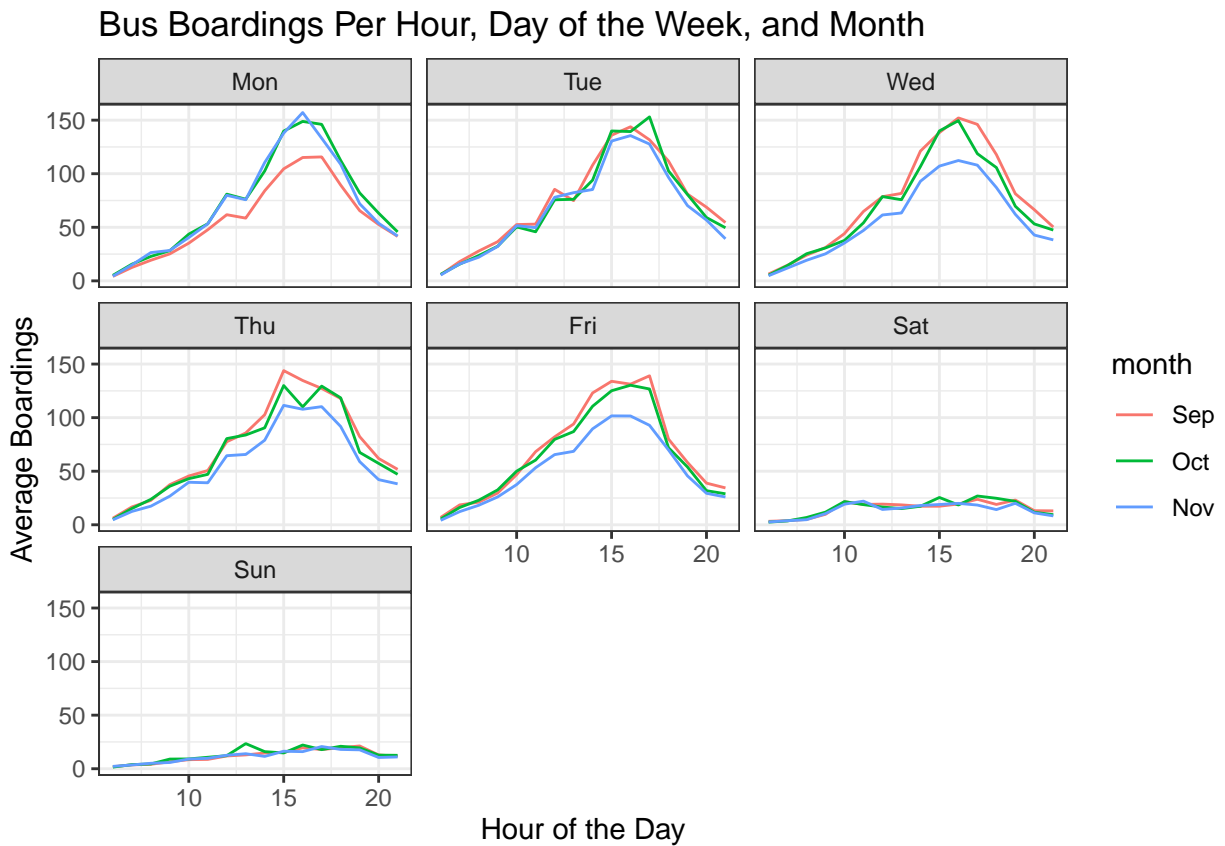 Bus Boardings Per Hour, Day of the Week, and Month
Mon
Tue
Wed
150
100
50
0
Thu
Fri
Sat
150
100
50
0
10
15
20
10
15
20
Sun
150
100
50
0
10
15
20
Average Boardings
Hour of the Day
month
Sep
Oct
Nov